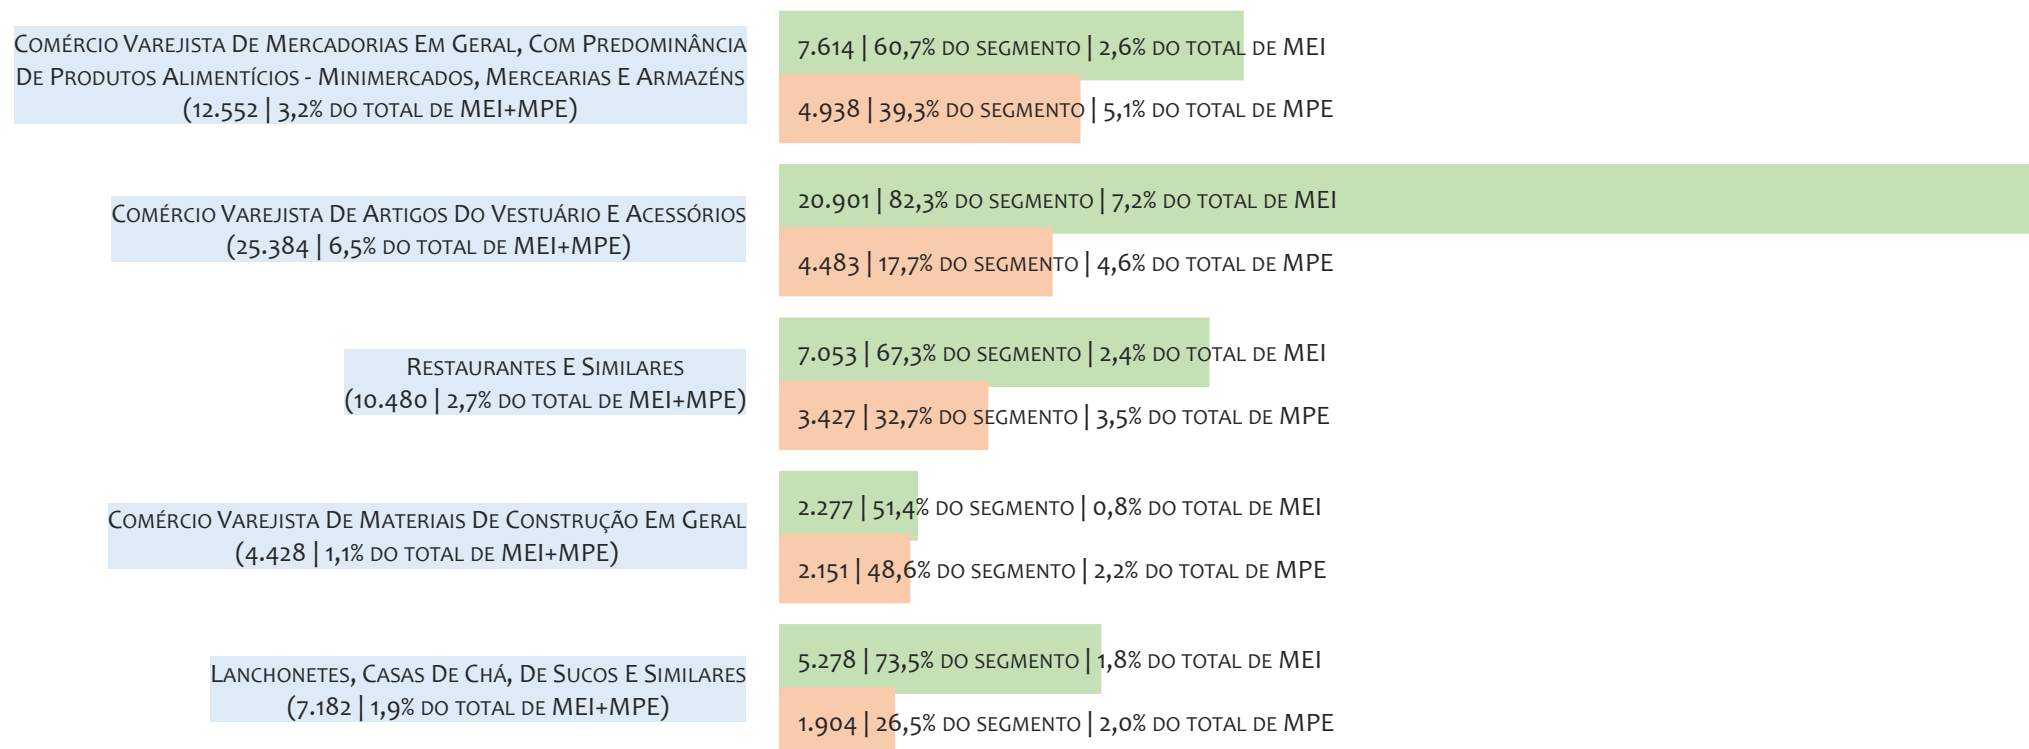 Comércio Varejista De Mercadorias Em Geral, Com Predominância
De Produtos Alimentícios - Minimercados, Mercearias E Armazéns
(12.552 | 3,2% do total de MEI+MPE)
7.614 | 60,7% do segmento | 2,6% do total de MEI
4.938 | 39,3% do segmento | 5,1% do total de MPE
Comércio Varejista De Artigos Do Vestuário E Acessórios
(25.384 | 6,5% do total de MEI+MPE)
20.901 | 82,3% do segmento | 7,2% do total de MEI
4.483 | 17,7% do segmento | 4,6% do total de MPE
Restaurantes E Similares
(10.480 | 2,7% do total de MEI+MPE)
7.053 | 67,3% do segmento | 2,4% do total de MEI
3.427 | 32,7% do segmento | 3,5% do total de MPE
Comércio Varejista De Materiais De Construção Em Geral
(4.428 | 1,1% do total de MEI+MPE)
2.277 | 51,4% do segmento | 0,8% do total de MEI
2.151 | 48,6% do segmento | 2,2% do total de MPE
Lanchonetes, Casas De Chá, De Sucos E Similares
(7.182 | 1,9% do total de MEI+MPE)
5.278 | 73,5% do segmento | 1,8% do total de MEI
1.904 | 26,5% do segmento | 2,0% do total de MPE